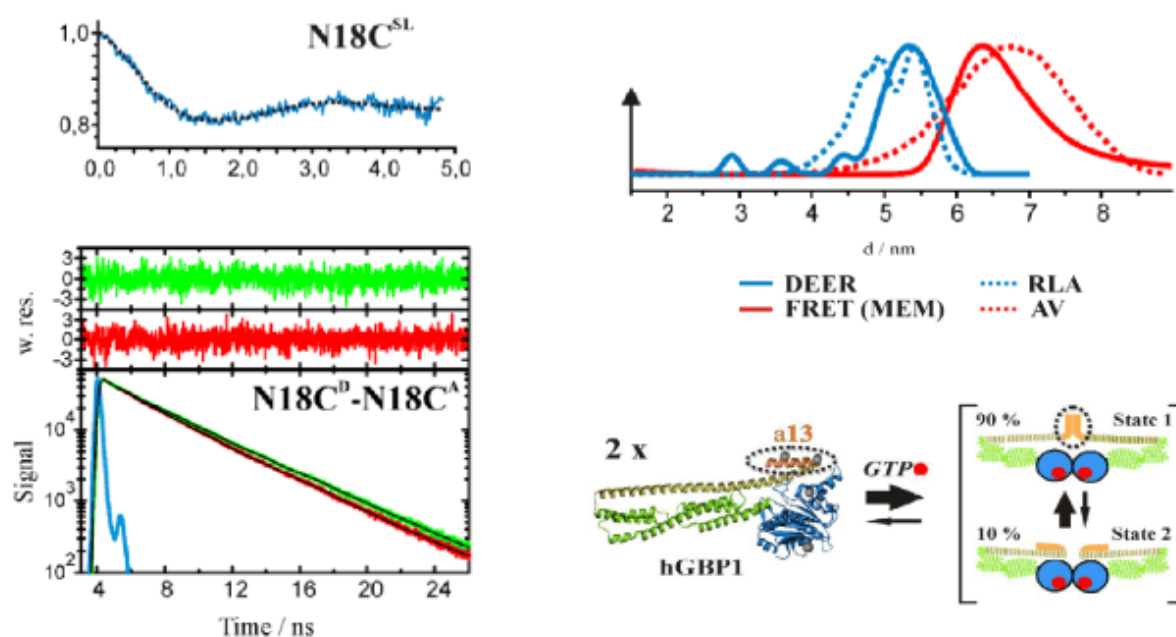 N18C^SL
1,0
0,8
0,0 1,0 2,0 3,0 4,0 5,0
2 3 4 5 6 7 8
d / nm
DEER RLA
FRET (MEM) AV
w. res.
3
0
-3
3
0
-3
N18C^D-N18C^A
Signal
10^4
10^3
10^2
4 8 12 16 20 24
Time / ns
2 x
a13
hGBP1
GTP
90 % State 1
10 % State 2